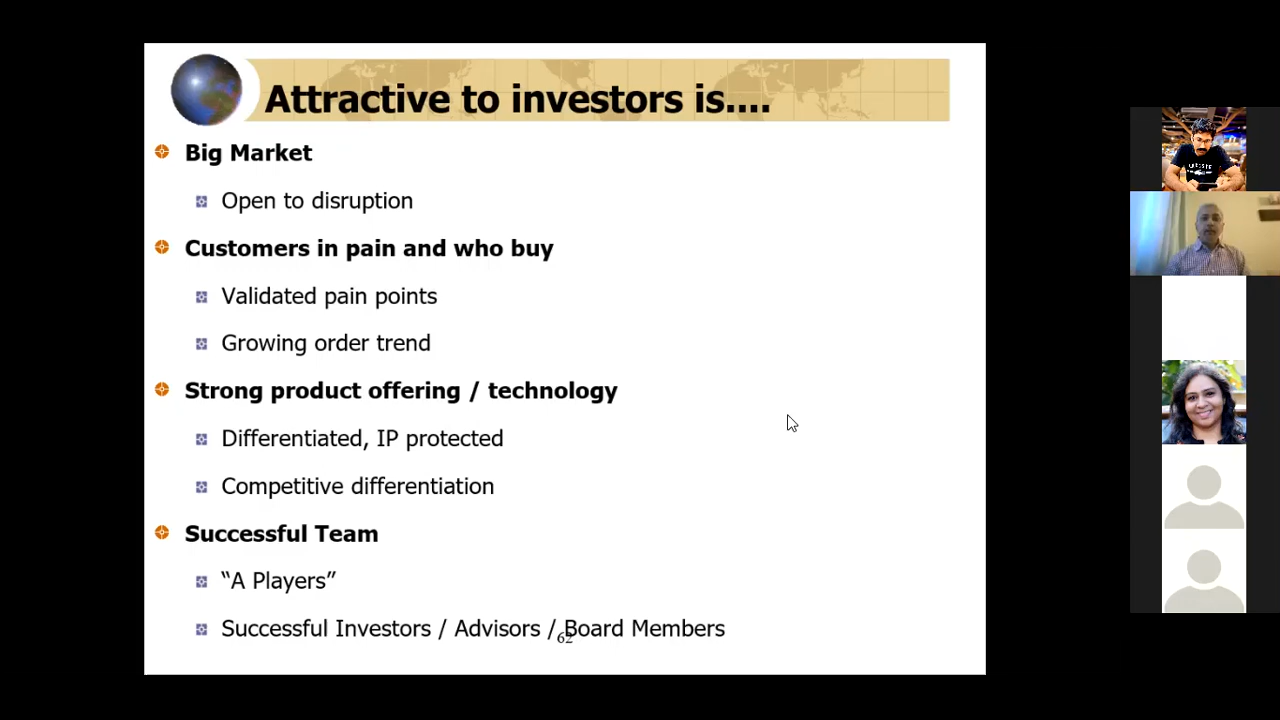 Attractive to investors is....
Big Market
Open to disruption
Customers in pain and who buy
Validated pain points
Growing order trend
Strong product offering / technology
Differentiated, IP protected
Competitive differentiation
Successful Team
“A Players”
Successful Investors / Advisors / Board Members
62